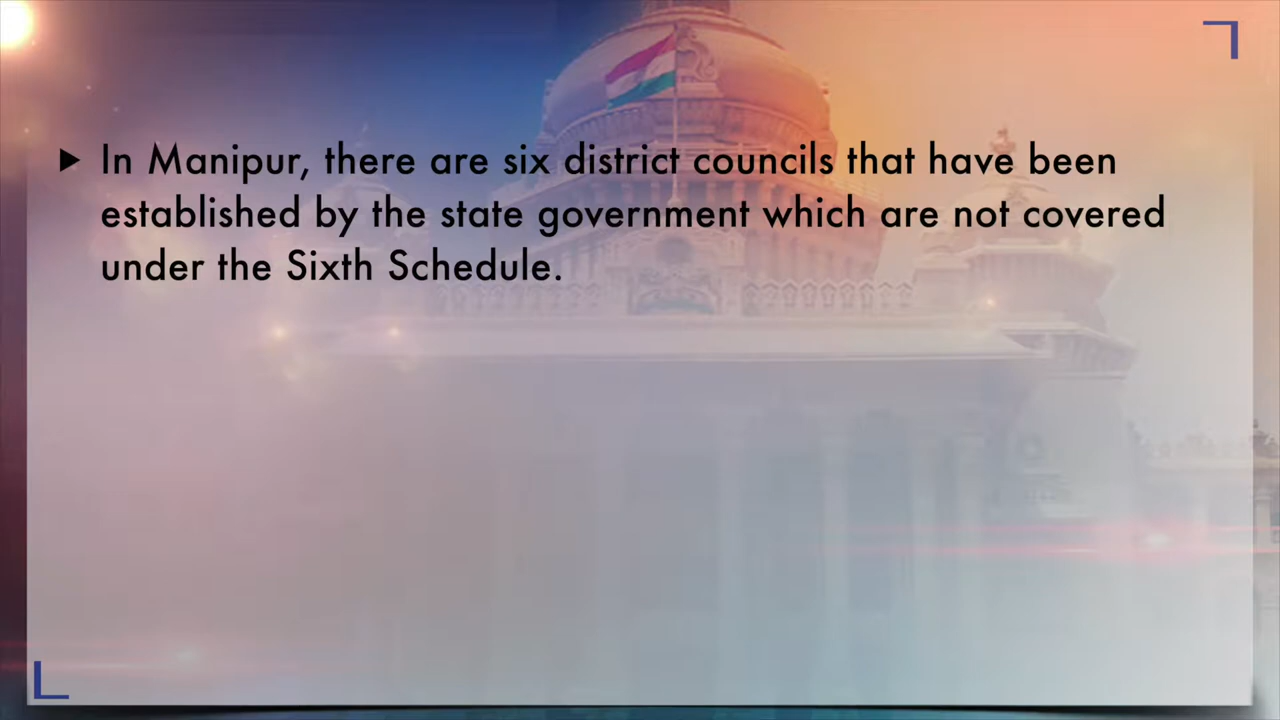 ▶ In Manipur, there are six district councils that have been
established by the state government which are not covered
under the Sixth Schedule.